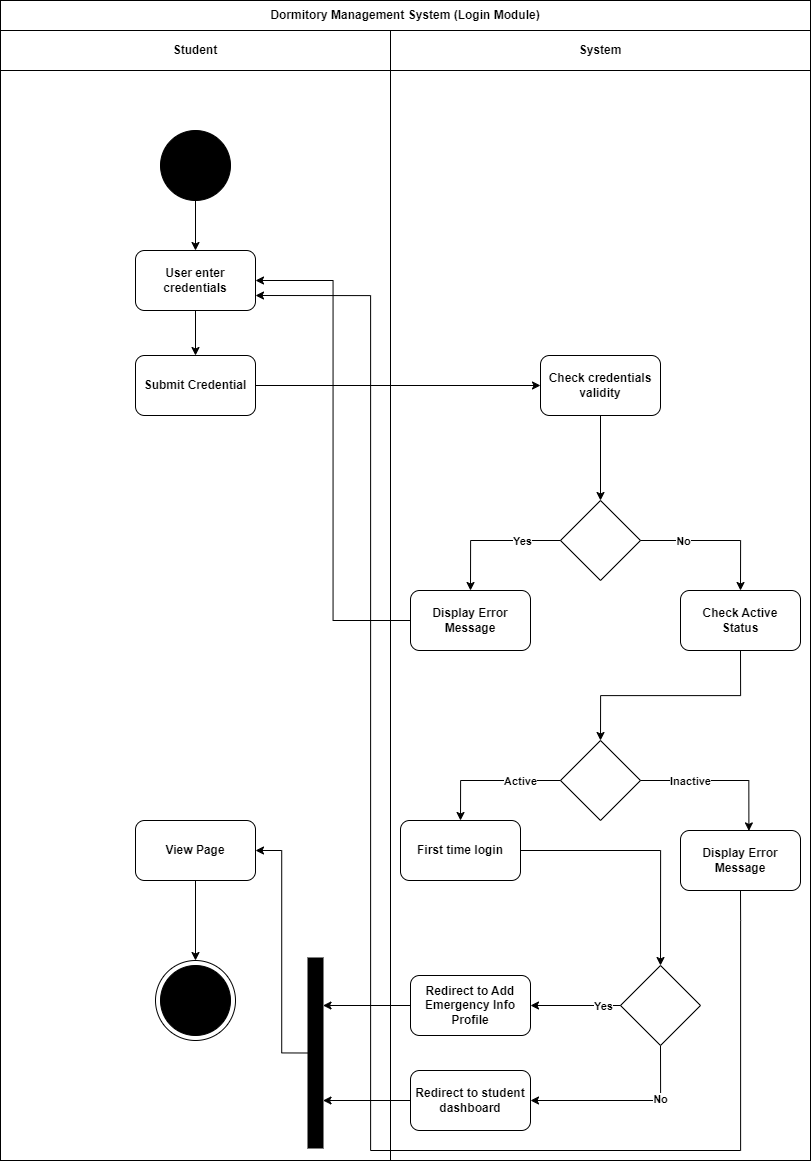 Dormitory Management System (Login Module)
Student
System
User enter
credentials
Submit Credential
Check credentials
validity
Yes
No
Display Error
Message
Check Active
Status
Active
Inactive
View Page
First time login
Display Error
Message
Redirect to Add
Emergency Info
Profile
Yes
Redirect to student
dashboard
No